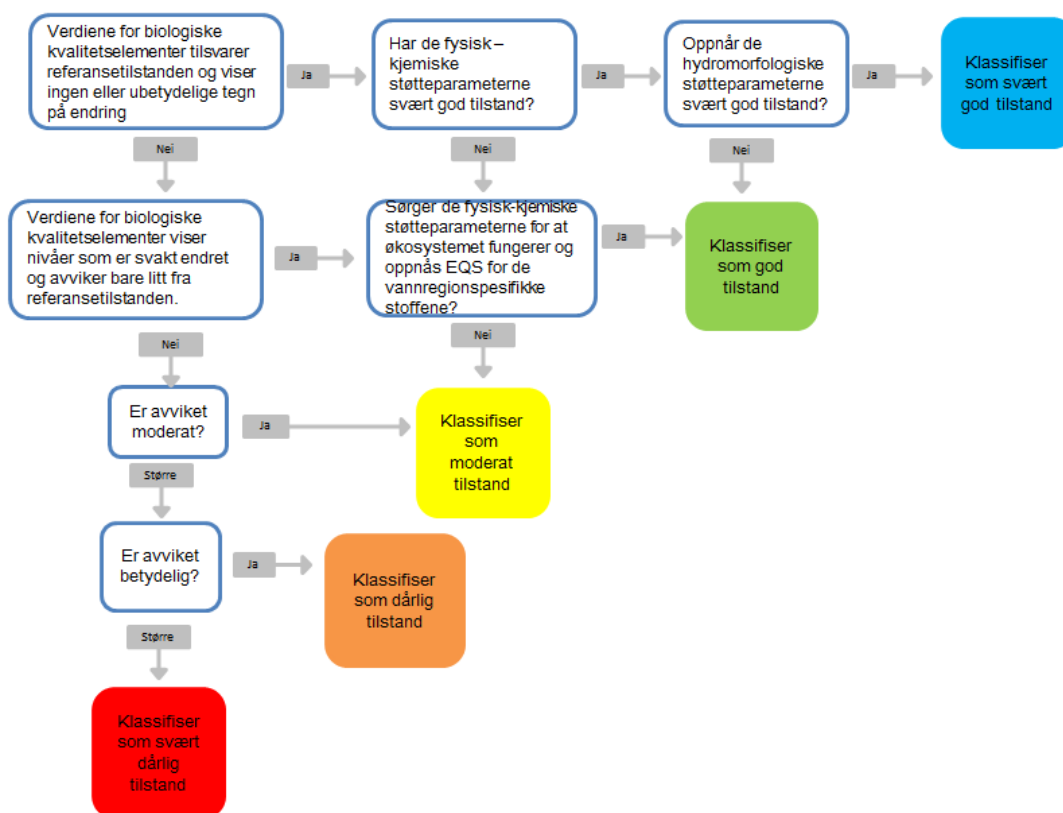 Verdiene for biologiske
kvalitetselementer tilsvarer
referansetilstanden og viser
ingen eller ubetydelige tegn
på endring
Ja
Har de fysisk –
kjemiske
støtteparameterne
svært god tilstand?
Ja
Oppnår de
hydromorfologiske
støtteparameterne
svært god tilstand?
Ja
Klassifiser
som svært
god tilstand
Nei
Nei
Nei
Verdiene for biologiske
kvalitetselementer viser
nivåer som er svakt endret
og avviker bare litt fra
referansetilstanden.
Ja
Sørger de fysisk-kjemiske
støtteparameterne for at
økosystemet fungerer og
oppnås EQS for de
vannregionspesifikke
stoffene?
Ja
Klassifiser
som god
tilstand
Nei
Nei
Er avviket
moderat?
Ja
Klassifiser
som
moderat
tilstand
Større
Er avviket
betydelig?
Ja
Klassifiser
som dårlig
tilstand
Større
Klassifiser
som svært
dårlig
tilstand